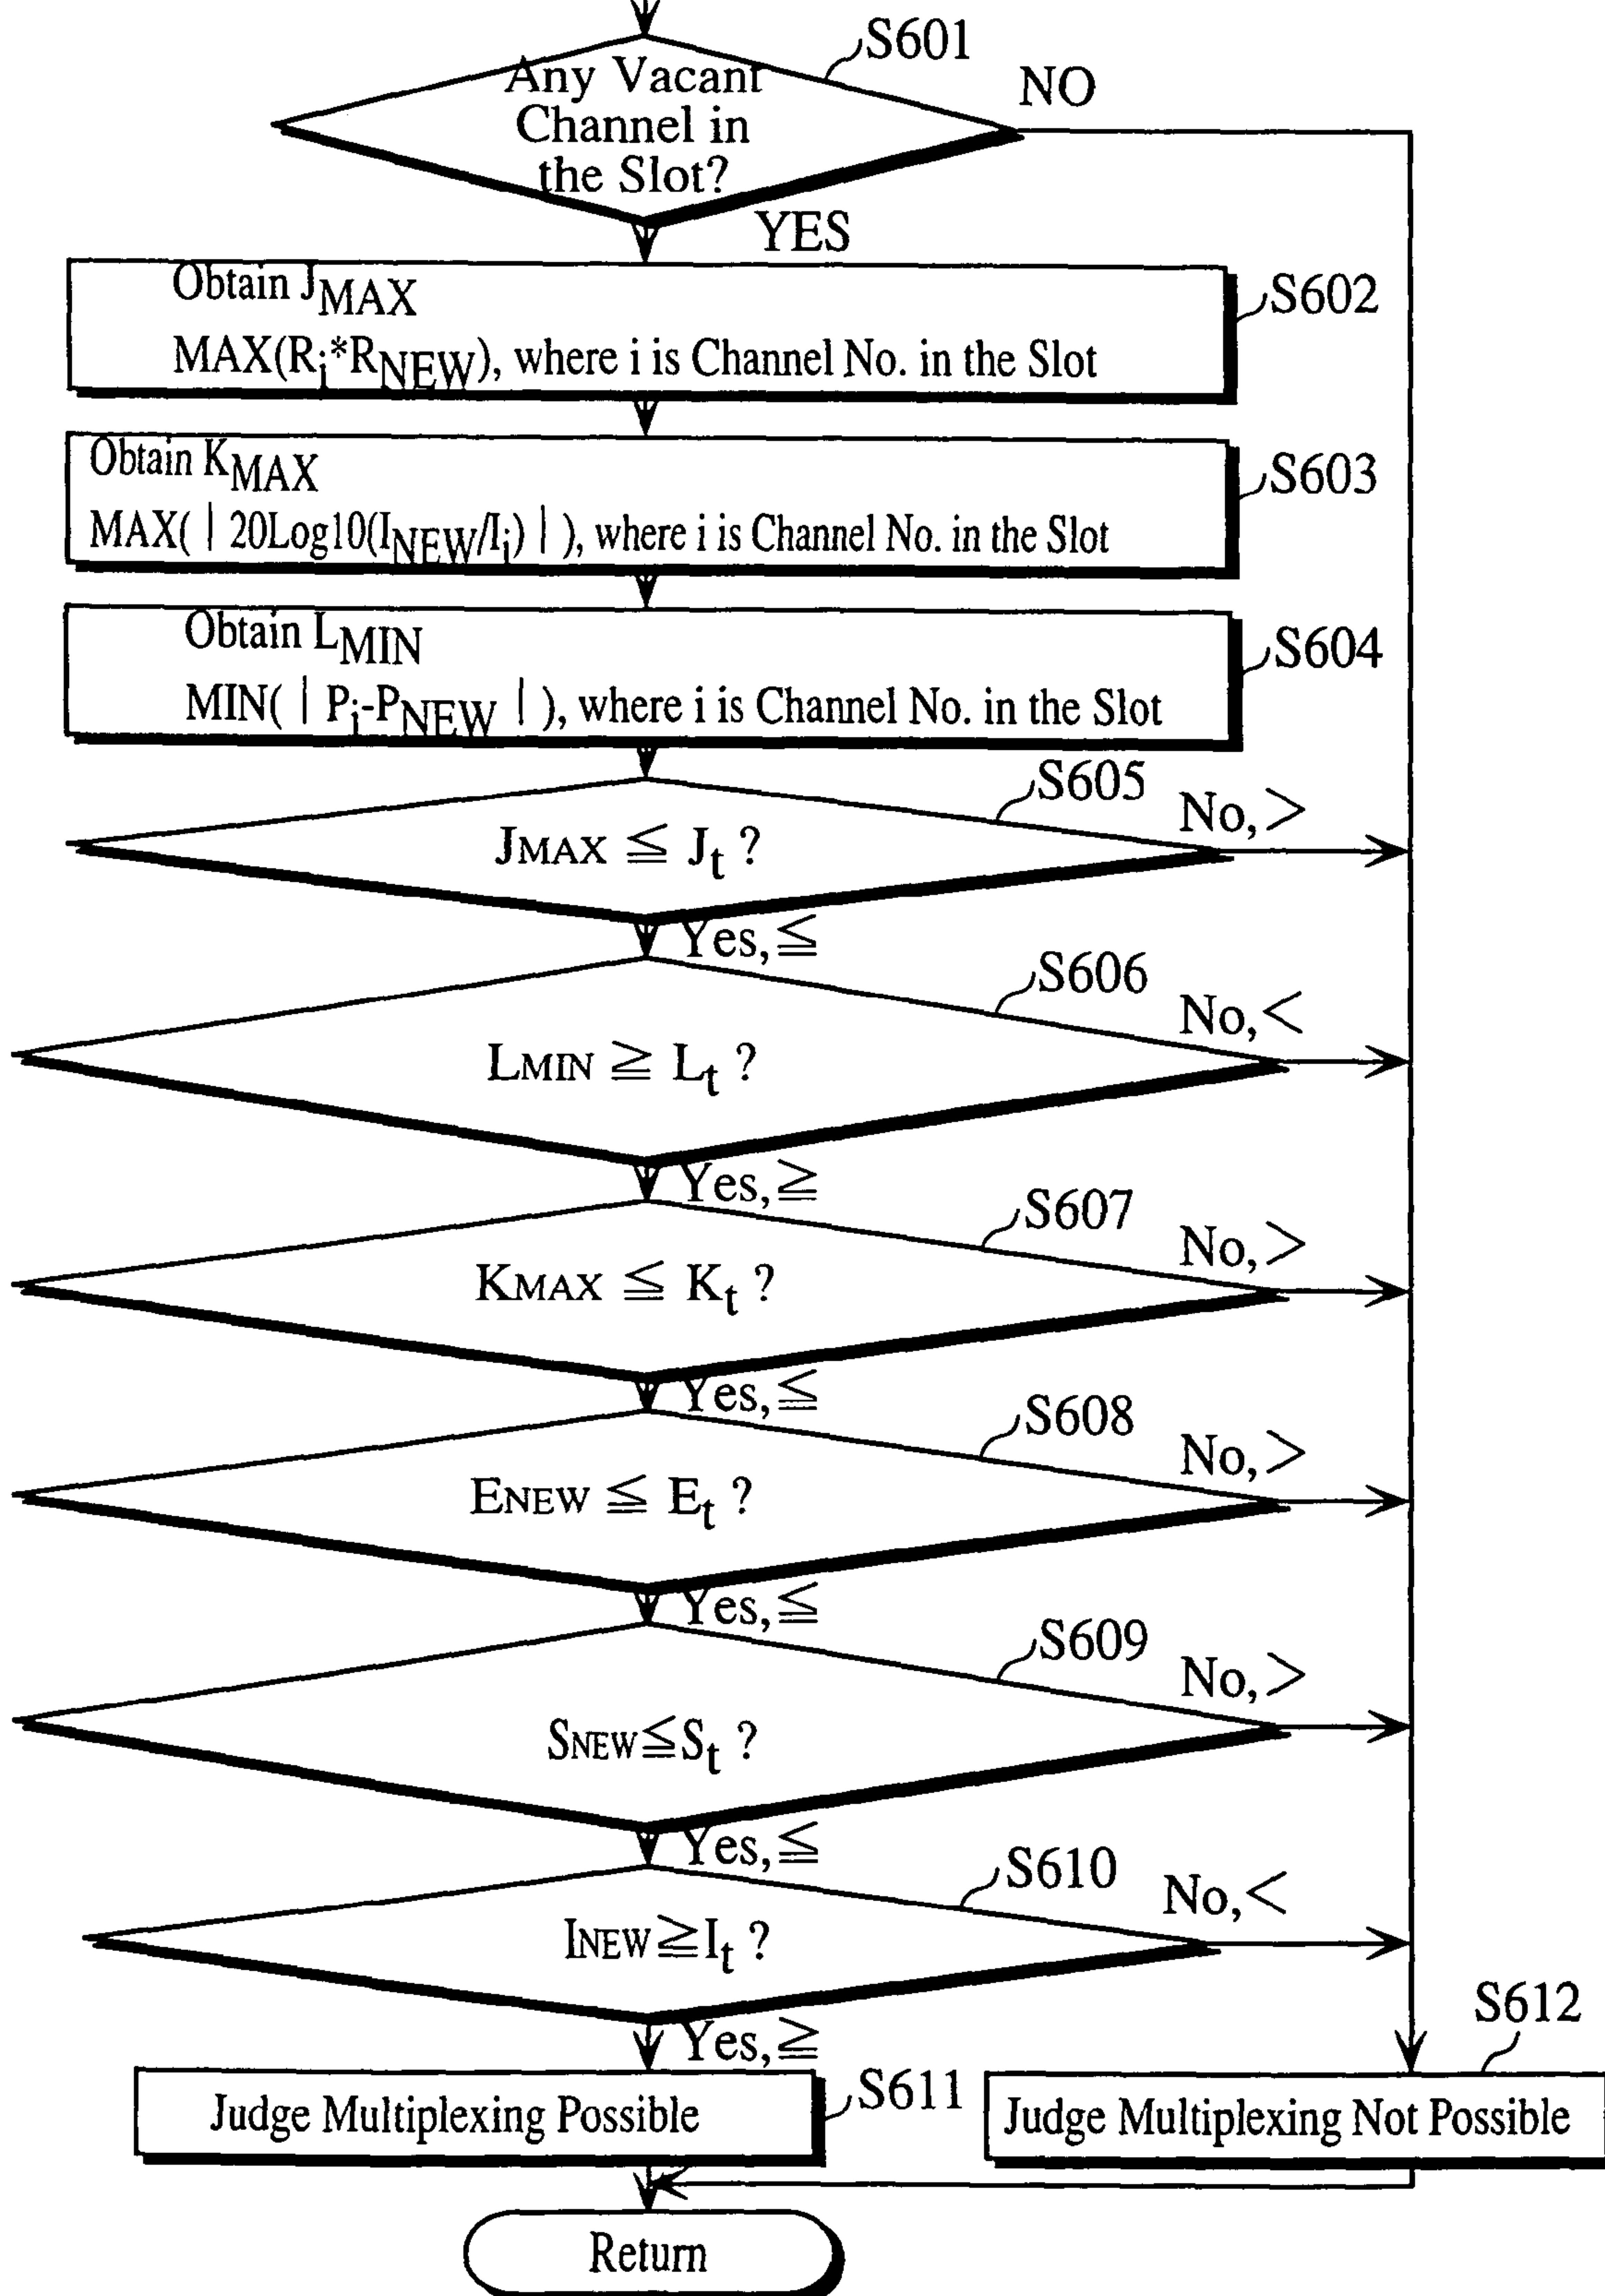 S601
Any Vacant
Channel in
the Slot?
NO
YES
Obtain JMAX
MAX(Ri*RNEW), where i is Channel No. in the Slot
S602
Obtain KMAX
MAX( | 20Log10(INEW/Ii) | ), where i is Channel No. in the Slot
S603
Obtain LMIN
MIN( | Pi-PNEW | ), where i is Channel No. in the Slot
S604
S605
JMAX ≦ Jt ?
No,>
Yes,≦
S606
LMIN ≧ Lt ?
No,<
Yes,≧
S607
KMAX ≦ Kt ?
No,>
Yes,≦
S608
ENEW ≦ Et ?
No,>
Yes,≦
S609
SNEW≦St ?
No,>
Yes,≦
S610
INEW≧It ?
No,<
Yes,≧
S611
Judge Multiplexing Possible
S612
Judge Multiplexing Not Possible
Return